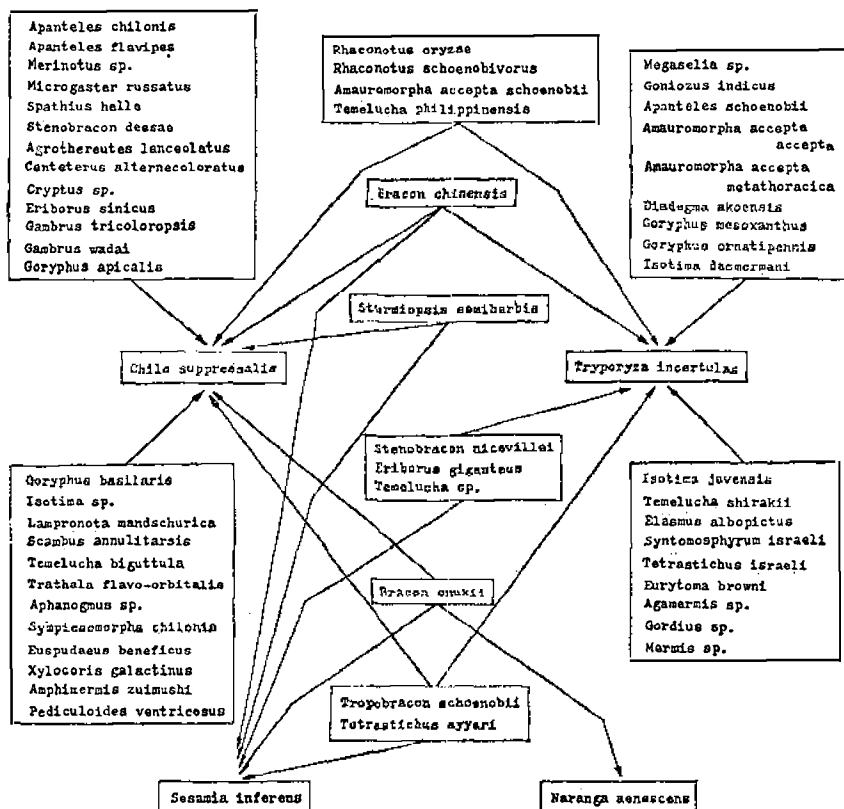 Apanteles chilonis
Apanteles flavipes
Merinotus sp.
Microgaster russatus
Spathius helle
Stenobracon deesae
Agrothereutes lanceolatus
Centeterus alternecoloratus
Cryptus sp.
Eriborus sinicus
Gambrus tricoloropsis
Gambrus wadai
Goryphus apicalis
Rhaconotus oryzae
Rhaconotus schoenobivorus
Amauromorpha accepta schoenobii
Temelucha philippinensis
Megaselia sp.
Goniozus indicus
Apanteles schoenobii
Amauromorpha accepta
accepta
Amauromorpha accepta
metathoracica
Diadegma akoensis
Goryphus mesoxanthus
Goryphus ornatipennis
Isotima dammermani
Bracon chinensis
Sturmiopsis semiberbis
Chilo suppressalis
Tryporyza incertulas
Stenobracon nicevillei
Eriborus giganteus
Temelucha sp.
Goryphus basilaris
Isotima sp.
Lampronota mandschurica
Scambus annulitarsis
Temelucha biguttula
Trathala flavo-orbitalis
Aphanogmus sp.
Sympiesomorpha chilonis
Euspudaeus beneficus
Xylocoris galactinus
Amphimermis zuimushi
Pediculoides ventricosus
Isotima javensis
Temelucha shirakii
Elasmus albopictus
Syntomosphyrum israeli
Tetrastichus israeli
Eurytoma browni
Agamermis sp.
Gordius sp.
Mermis sp.
Bracon onukii
Tropobracon schoenobii
Tetrastichus ayyari
Sesamia inferens
Naranga aenescens